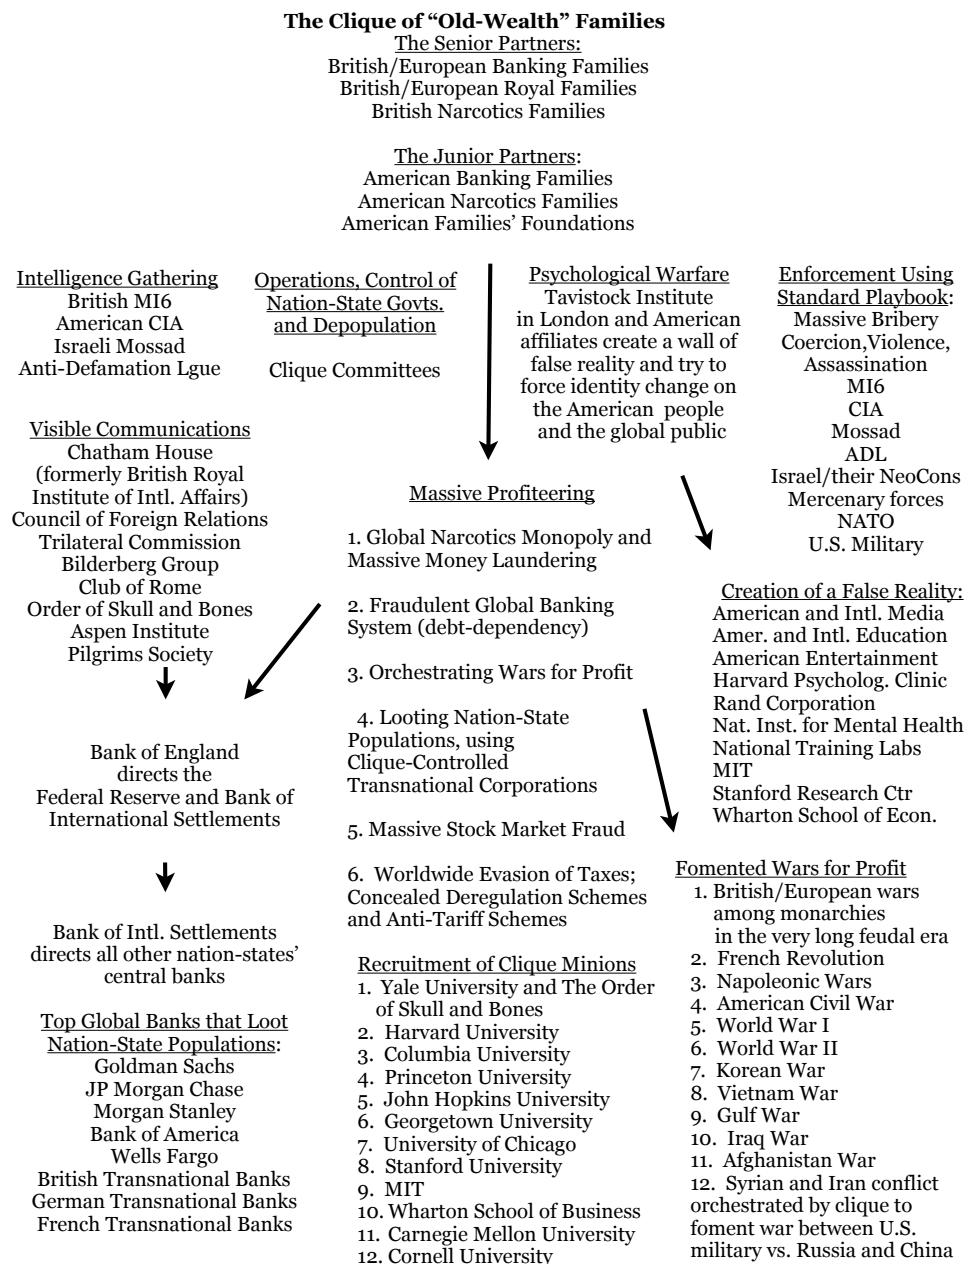 The Clique of “Old-Wealth” Families
The Senior Partners:
British/European Banking Families
British/European Royal Families
British Narcotics Families
The Junior Partners:
American Banking Families
American Narcotics Families
American Families’ Foundations
Intelligence Gathering
British MI6
American CIA
Israeli Mossad
Anti-Defamation Lgue
Operations, Control of
Nation-State Govts.
and Depopulation
Clique Committees
Psychological Warfare
Tavistock Institute
in London and American
affiliates create a wall of
false reality and try to
force identity change on
the American people
and the global public
Enforcement Using
Standard Playbook:
Massive Bribery
Coercion,Violence,
Assassination
MI6
CIA
Mossad
ADL
Israel/their NeoCons
Mercenary forces
NATO
U.S. Military
Visible Communications
Chatham House
(formerly British Royal
Institute of Intl. Affairs)
Council of Foreign Relations
Trilateral Commission
Bilderberg Group
Club of Rome
Order of Skull and Bones
Aspen Institute
Pilgrims Society
Massive Profiteering
1. Global Narcotics Monopoly and
Massive Money Laundering
2. Fraudulent Global Banking
System (debt-dependency)
3. Orchestrating Wars for Profit
4. Looting Nation-State
Populations, using
Clique-Controlled
Transnational Corporations
5. Massive Stock Market Fraud
6. Worldwide Evasion of Taxes;
Concealed Deregulation Schemes
and Anti-Tariff Schemes
Creation of a False Reality:
American and Intl. Media
Amer. and Intl. Education
American Entertainment
Harvard Psycholog. Clinic
Rand Corporation
Nat. Inst. for Mental Health
National Training Labs
MIT
Stanford Research Ctr
Wharton School of Econ.
Bank of England
directs the
Federal Reserve and Bank of
International Settlements
Bank of Intl. Settlements
directs all other nation-states’
central banks
Top Global Banks that Loot
Nation-State Populations:
Goldman Sachs
JP Morgan Chase
Morgan Stanley
Bank of America
Wells Fargo
British Transnational Banks
German Transnational Banks
French Transnational Banks
Recruitment of Clique Minions
1. Yale University and The Order
of Skull and Bones
2. Harvard University
3. Columbia University
4. Princeton University
5. John Hopkins University
6. Georgetown University
7. University of Chicago
8. Stanford University
9. MIT
10. Wharton School of Business
11. Carnegie Mellon University
12. Cornell University
Fomented Wars for Profit
1. British/European wars
among monarchies
in the very long feudal era
2. French Revolution
3. Napoleonic Wars
4. American Civil War
5. World War I
6. World War II
7. Korean War
8. Vietnam War
9. Gulf War
10. Iraq War
11. Afghanistan War
12. Syrian and Iran conflict
orchestrated by clique to
foment war between U.S.
military vs. Russia and China